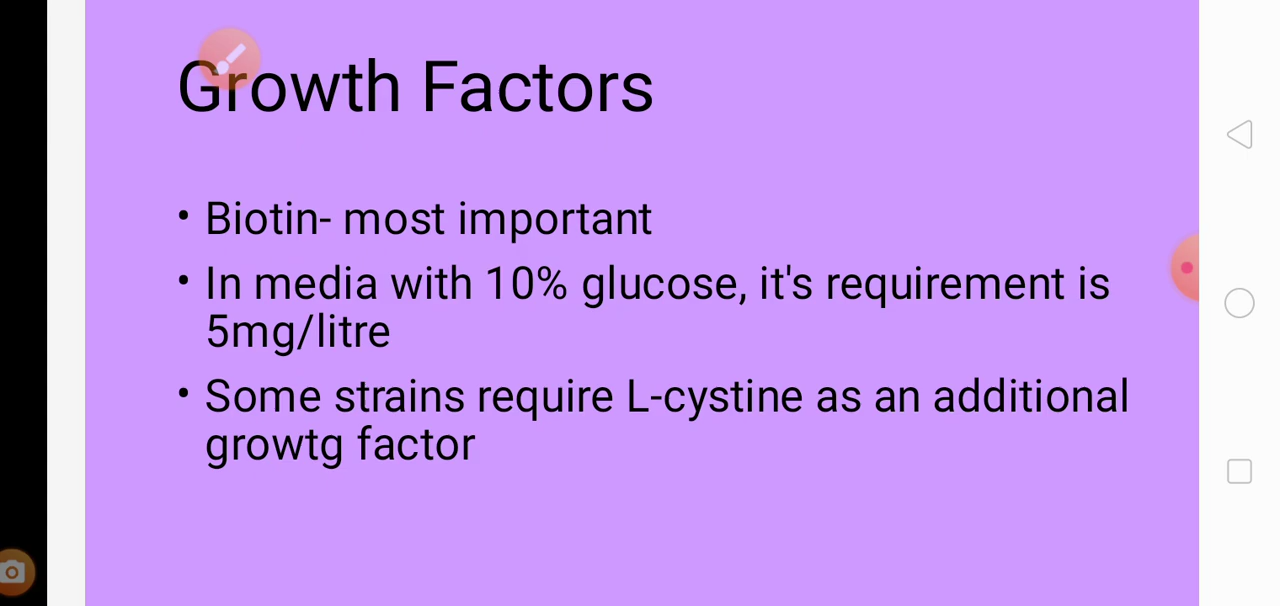 Growth Factors
• Biotin- most important
• In media with 10% glucose, it's requirement is
5mg/litre
• Some strains require L-cystine as an additional
growtg factor